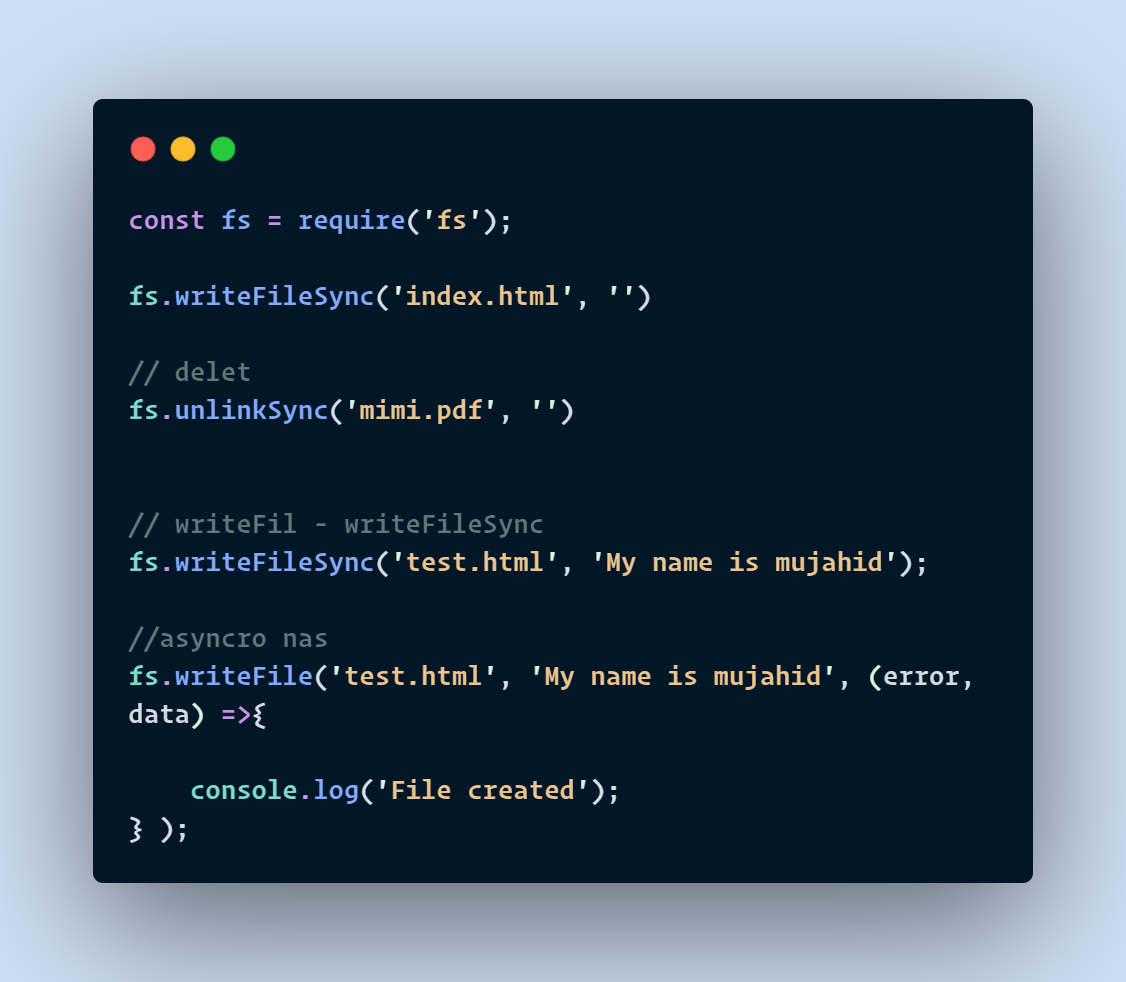 const fs = require('fs');
fs.writeFileSync('index.html', '')
// delet
fs.unlinkSync('mimi.pdf', '')
// writeFil - writeFileSync
fs.writeFileSync('test.html', 'My name is mujahid');
//asyncro nas
fs.writeFile('test.html', 'My name is mujahid', (error,
data) =>{
    console.log('File created');
} );